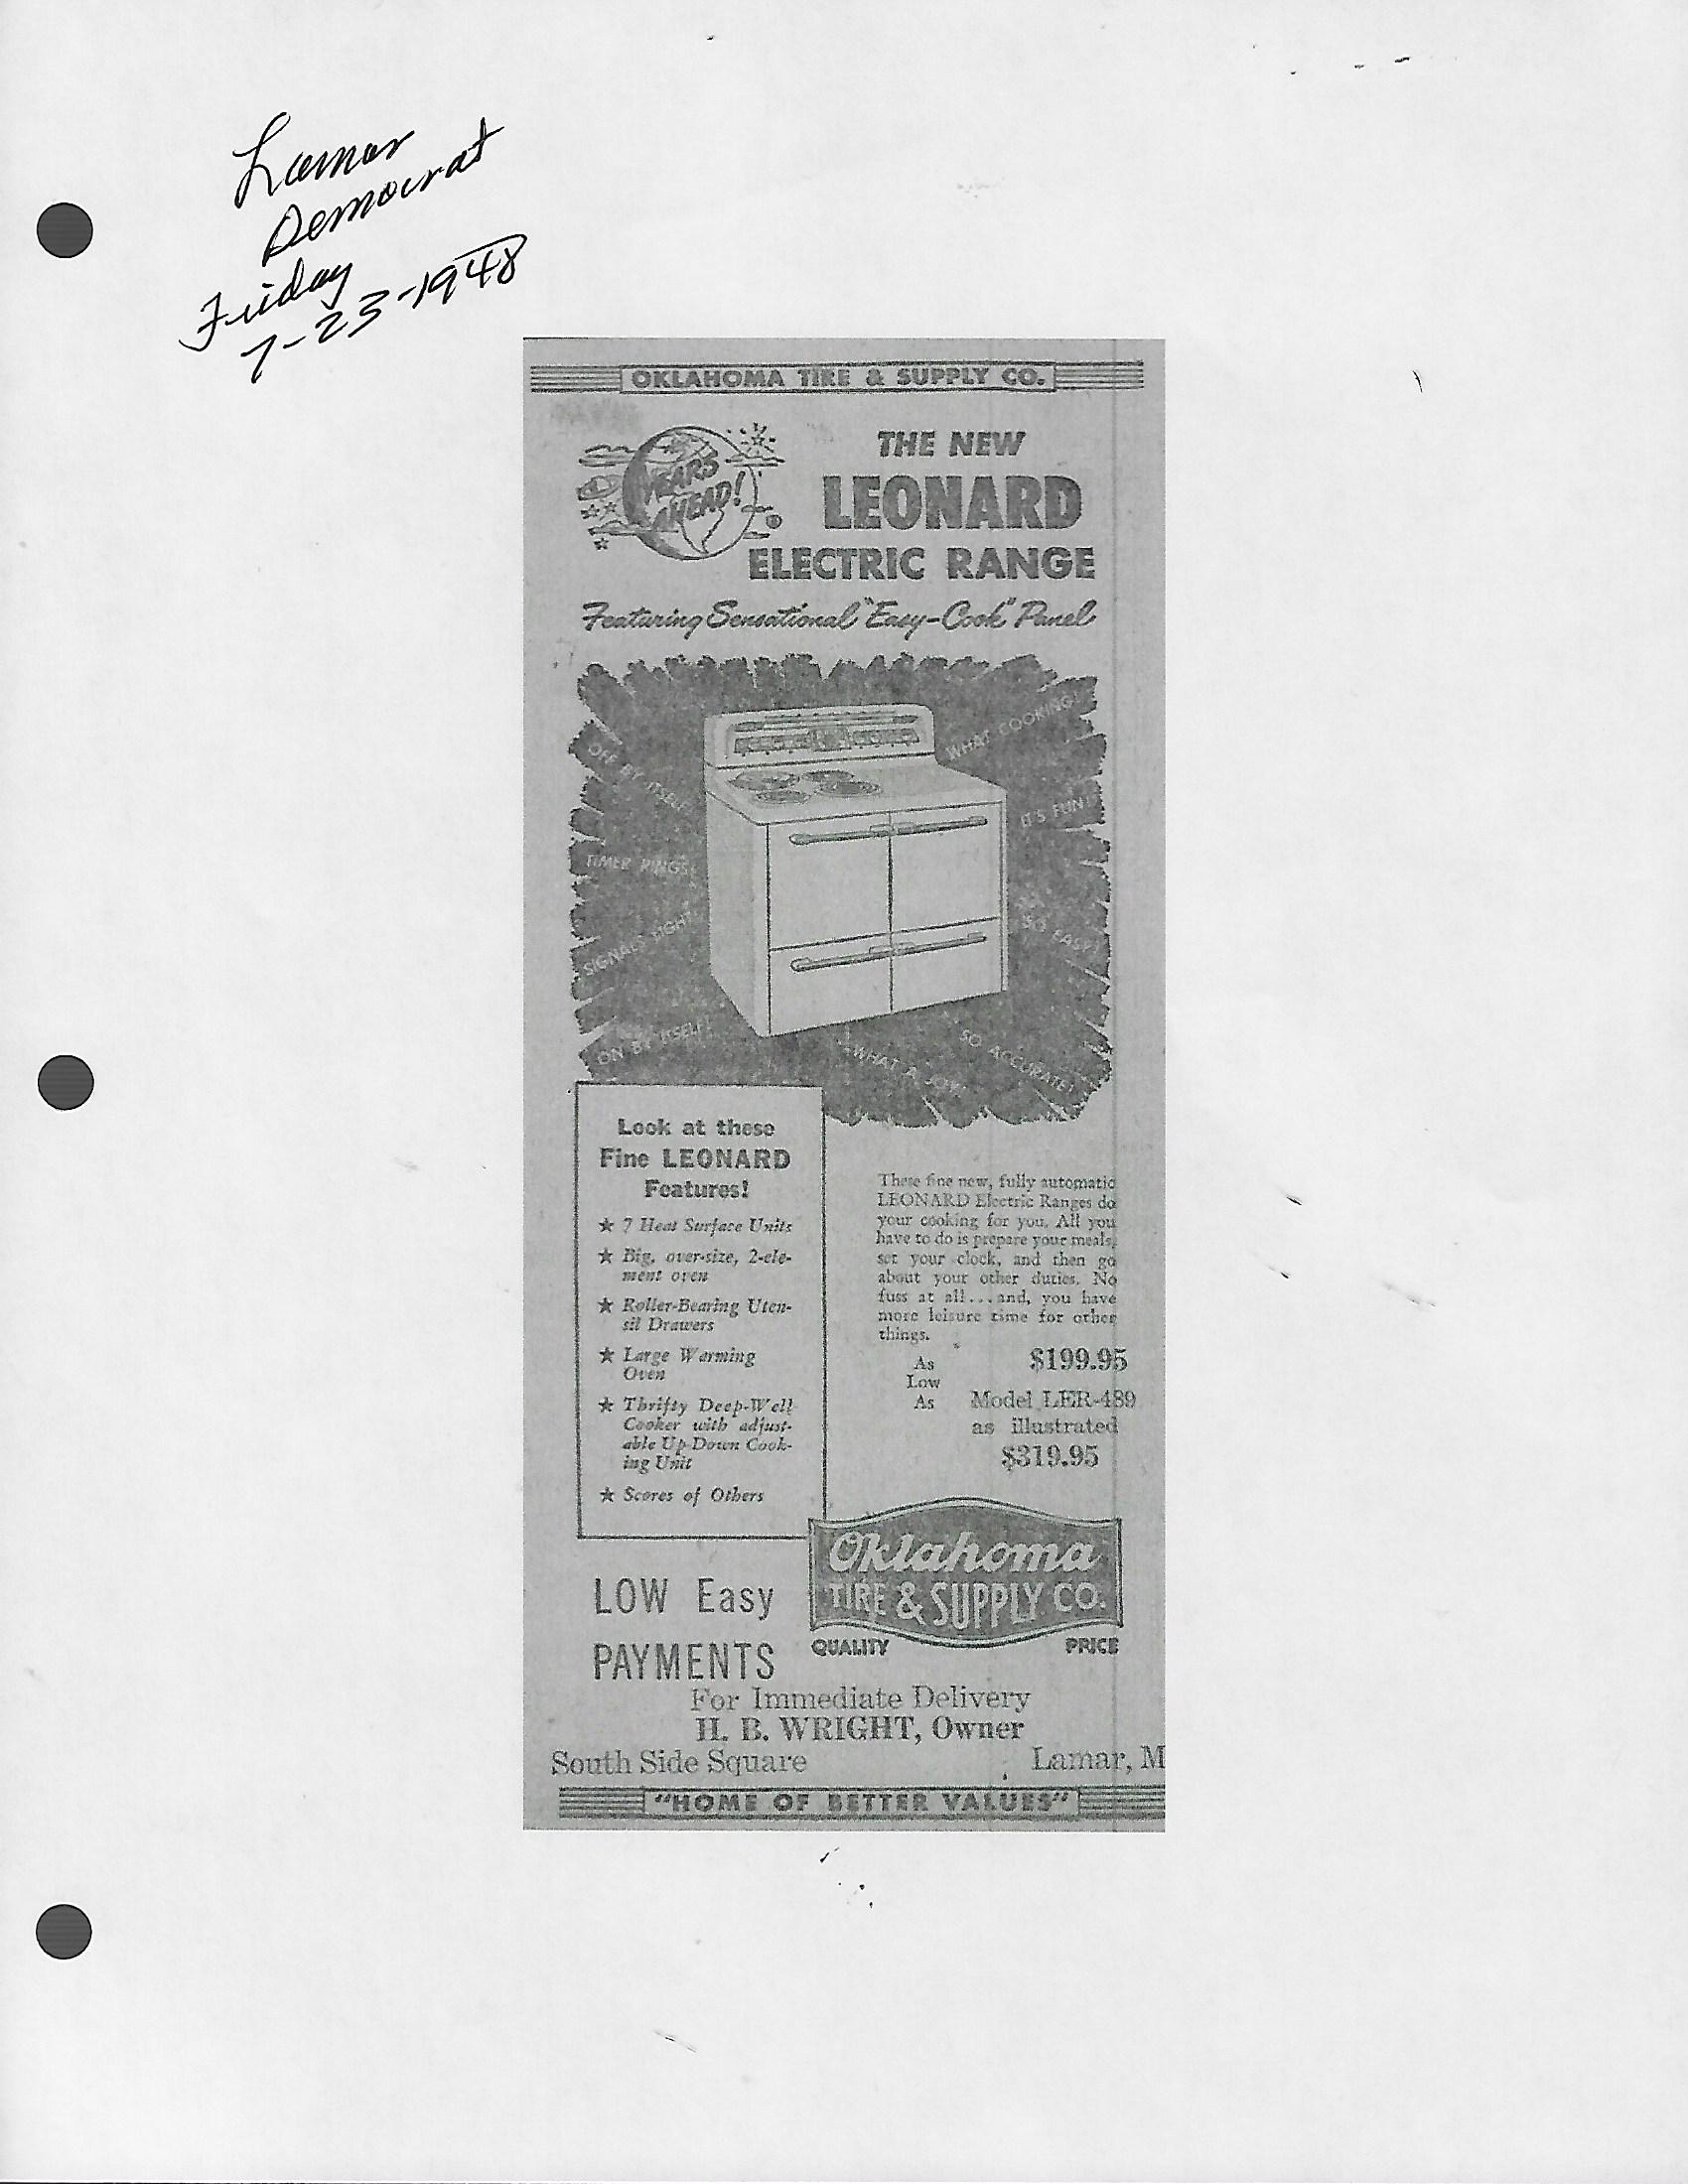 Lamar
Democrat
Friday
7-23-1948
OKLAHOMA TIRE & SUPPLY CO.
YEARS
AHEAD!
THE NEW
LEONARD
ELECTRIC RANGE
Featuring Sensational "Easy-Cook" Panel
OFF BY ITSELF!
TIMER RINGS!
SIGNALS LIGHT!
ON BY ITSELF!
WHAT COOKING!
IT'S FUN!
SO EASY!
SO ACCURATE!
WHAT A JOY!
Look at these
Fine LEONARD
Features!
★ 7 Heat Surface Units
★ Big, over-size, 2-ele-
ment oven
★ Roller-Bearing Uten-
sil Drawers
★ Large Warming
Oven
★ Thrifty Deep-Well
Cooker with adjust-
able Up-Down Cook-
ing Unit
★ Scores of Others
These fine new, fully automatic
LEONARD Electric Ranges do
your cooking for you. All you
have to do is prepare your meals,
set your clock, and then go
about your other duties. No
fuss at all...and, you have
more leisure time for other
things.
As Low As $199.95
Model LER-489
as illustrated
$319.95
LOW Easy
PAYMENTS
Oklahoma
TIRE & SUPPLY CO.
QUALITY PRICE
For Immediate Delivery
H. B. WRIGHT, Owner
South Side Square Lamar, M
"HOME OF BETTER VALUES"